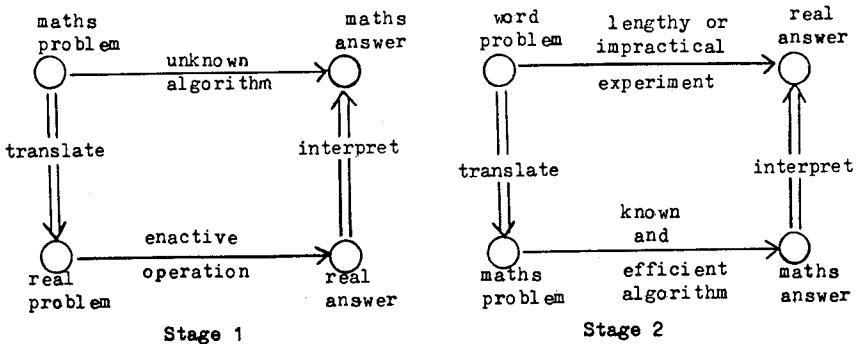 maths
problem
maths
answer
unknown
algorithm
translate
interpret
enactive
operation
real
problem
real
answer
Stage 1
word
problem
lengthy or
impractical
experiment
real
answer
translate
interpret
known
and
efficient
algorithm
maths
problem
maths
answer
Stage 2